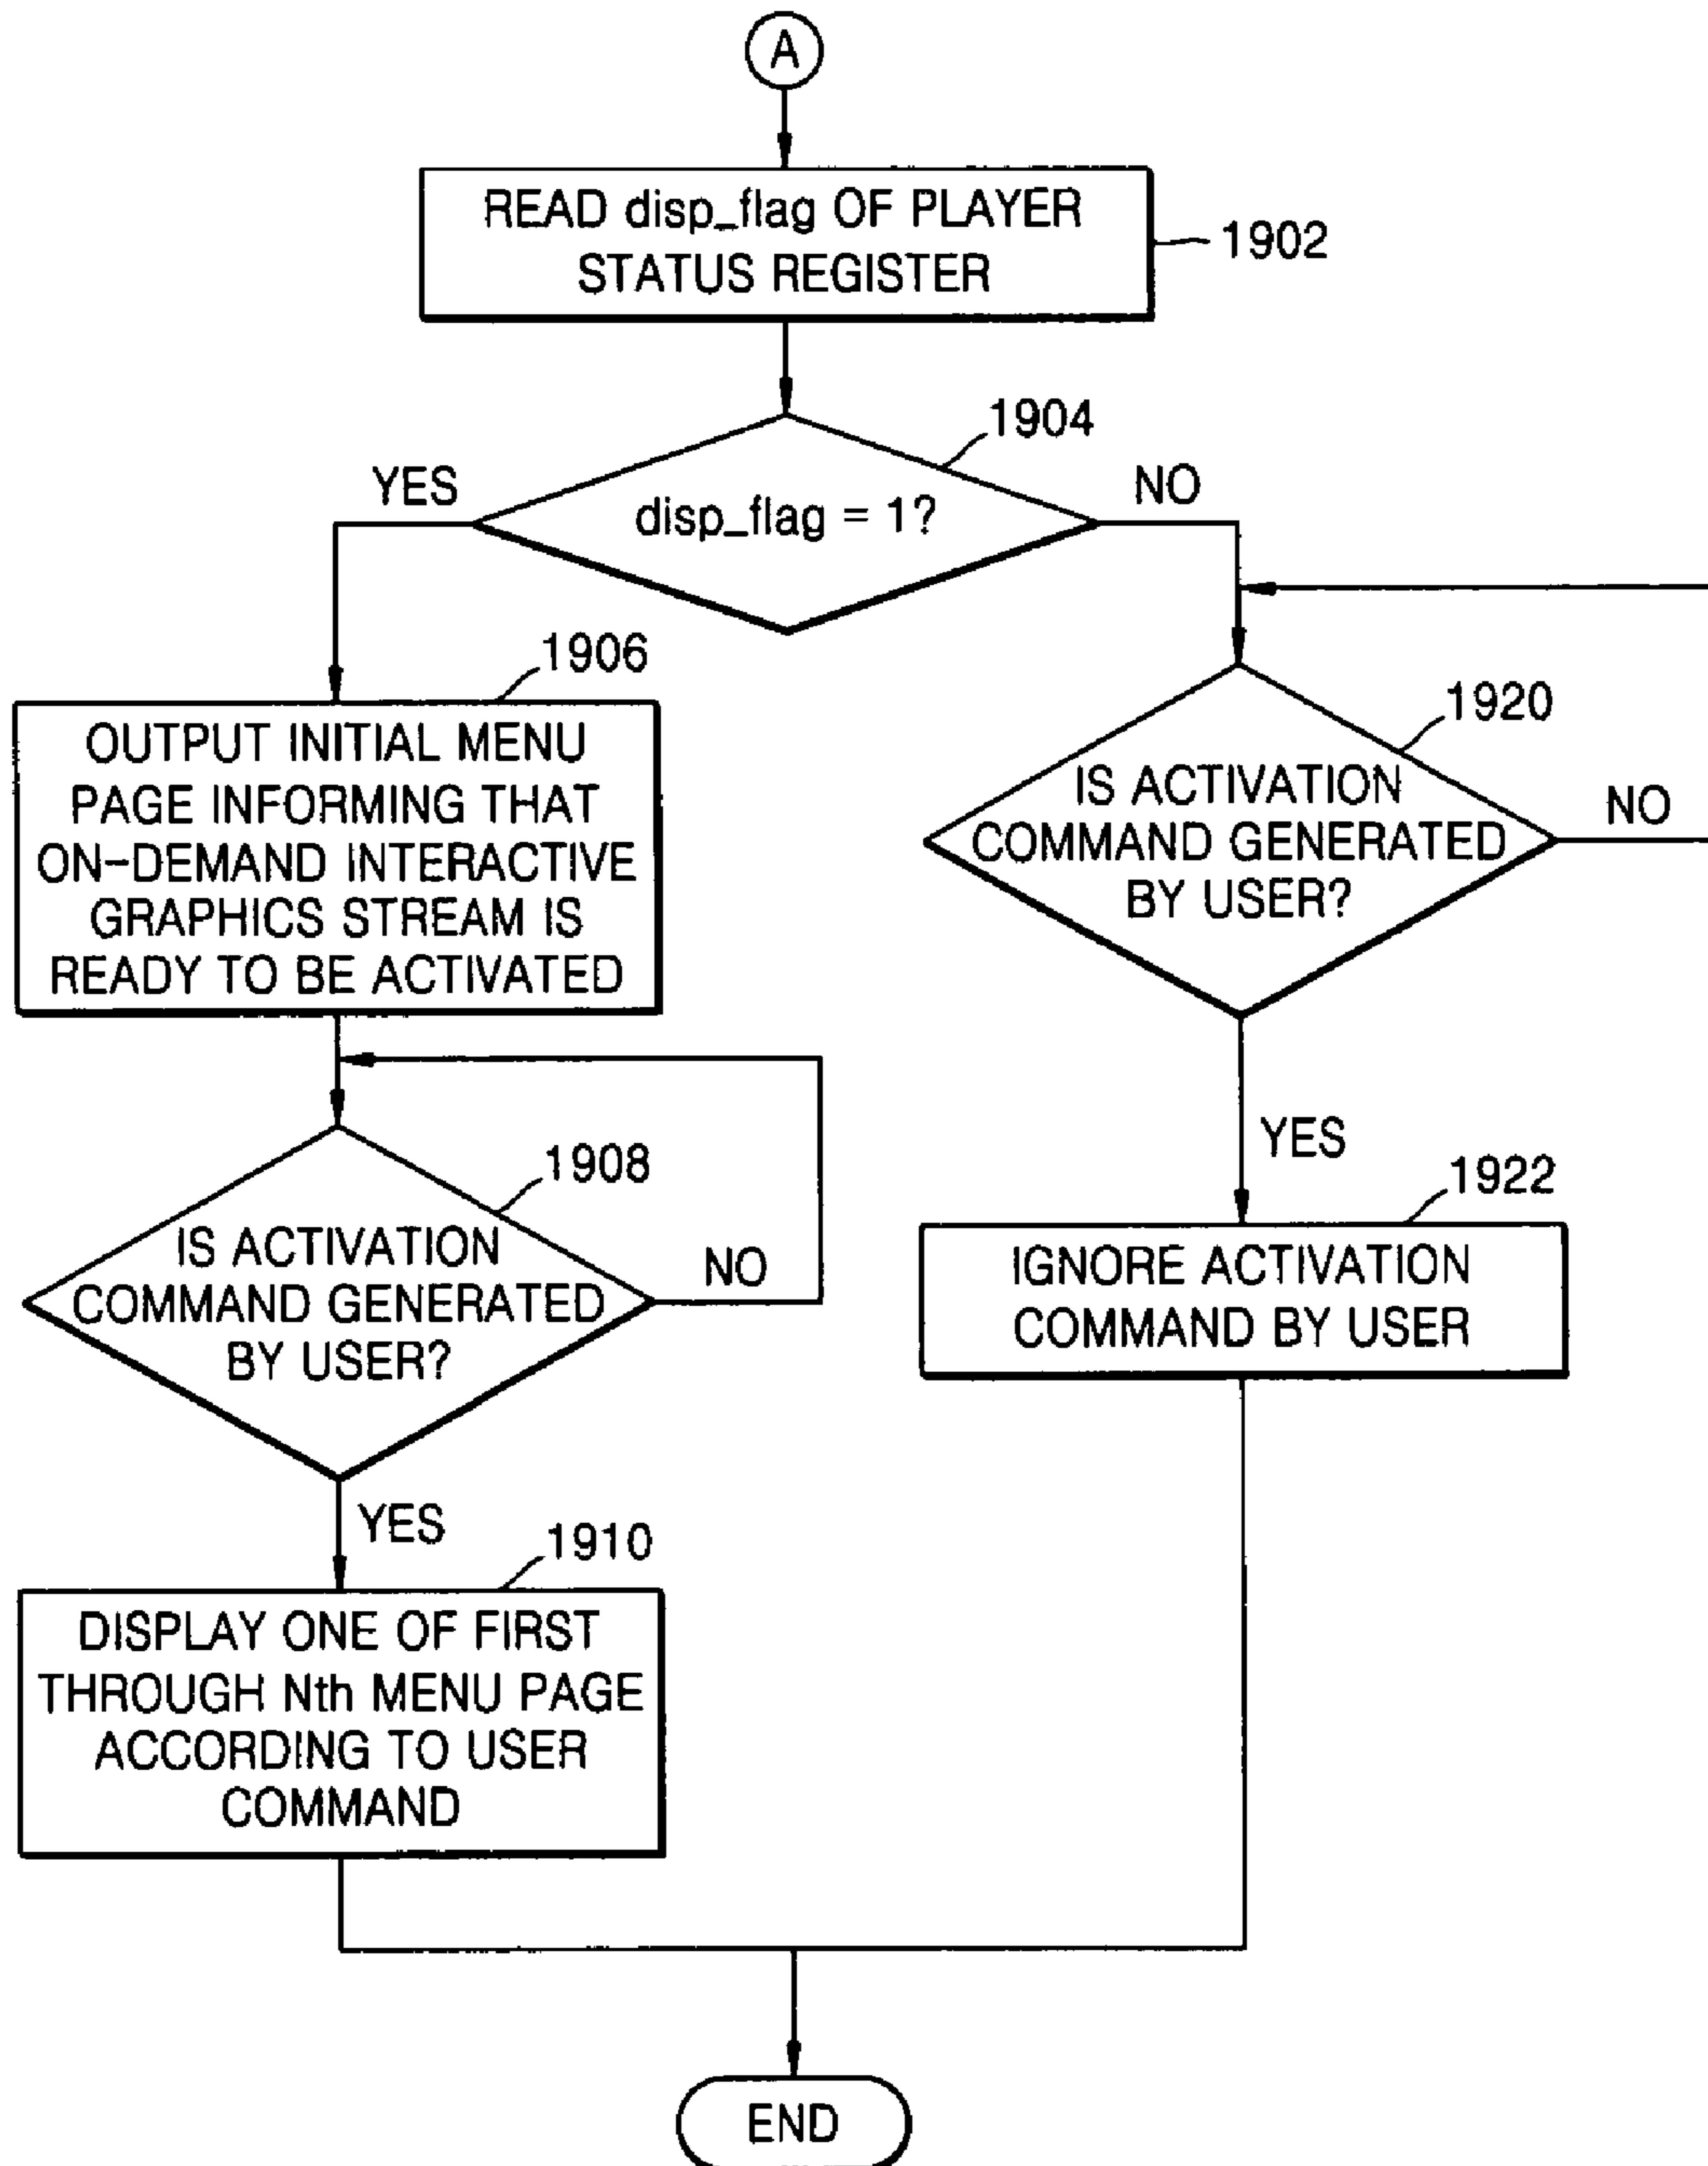 A
READ disp_flag OF PLAYER
STATUS REGISTER
1902
1904
YES
NO
disp_flag = 1?
1906
OUTPUT INITIAL MENU
PAGE INFORMING THAT
ON-DEMAND INTERACTIVE
GRAPHICS STREAM IS
READY TO BE ACTIVATED
1920
IS ACTIVATION
COMMAND GENERATED
BY USER?
NO
YES
1908
IS ACTIVATION
COMMAND GENERATED
BY USER?
NO
YES
1922
IGNORE ACTIVATION
COMMAND BY USER
1910
DISPLAY ONE OF FIRST
THROUGH Nth MENU PAGE
ACCORDING TO USER
COMMAND
END